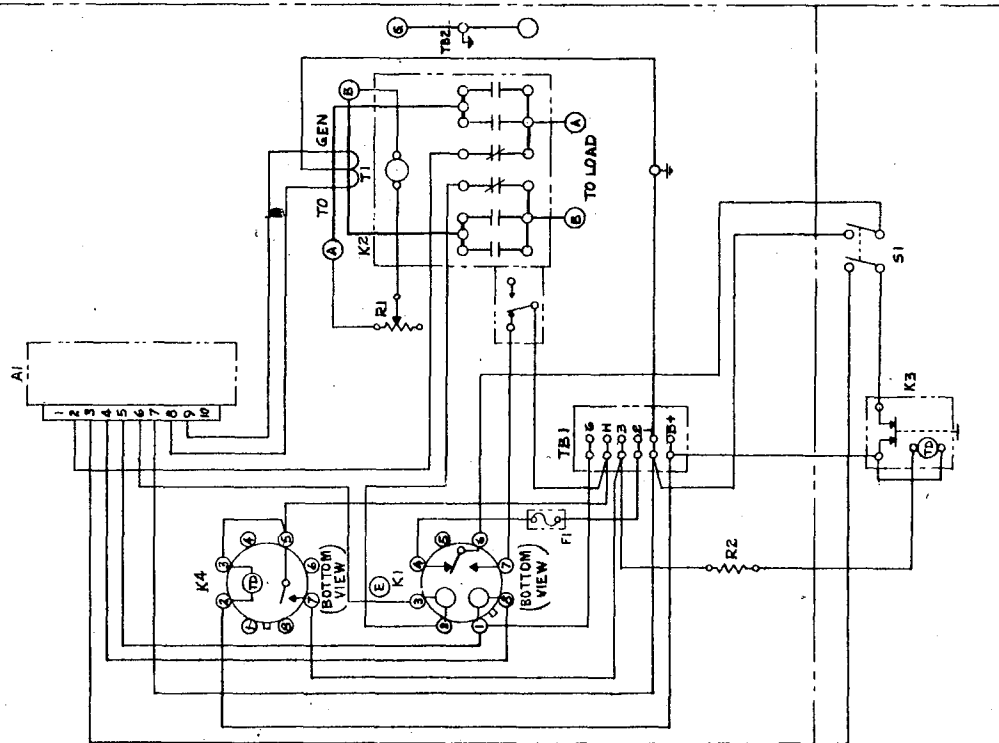 G
TB2
B
GEN
T1
TO
A
K2
A
TO LOAD
B
R1
S1
A1
1
2
3
4
5
6
7
8
9
10
K3
TD
TB1
G
H
3
2
1
B+
F1
R2
K4
3
4
5
2
TD
6
1
8
7
(BOTTOM
VIEW)
E
K1
4
5
6
3
7
2
1
8
(BOTTOM
VIEW)